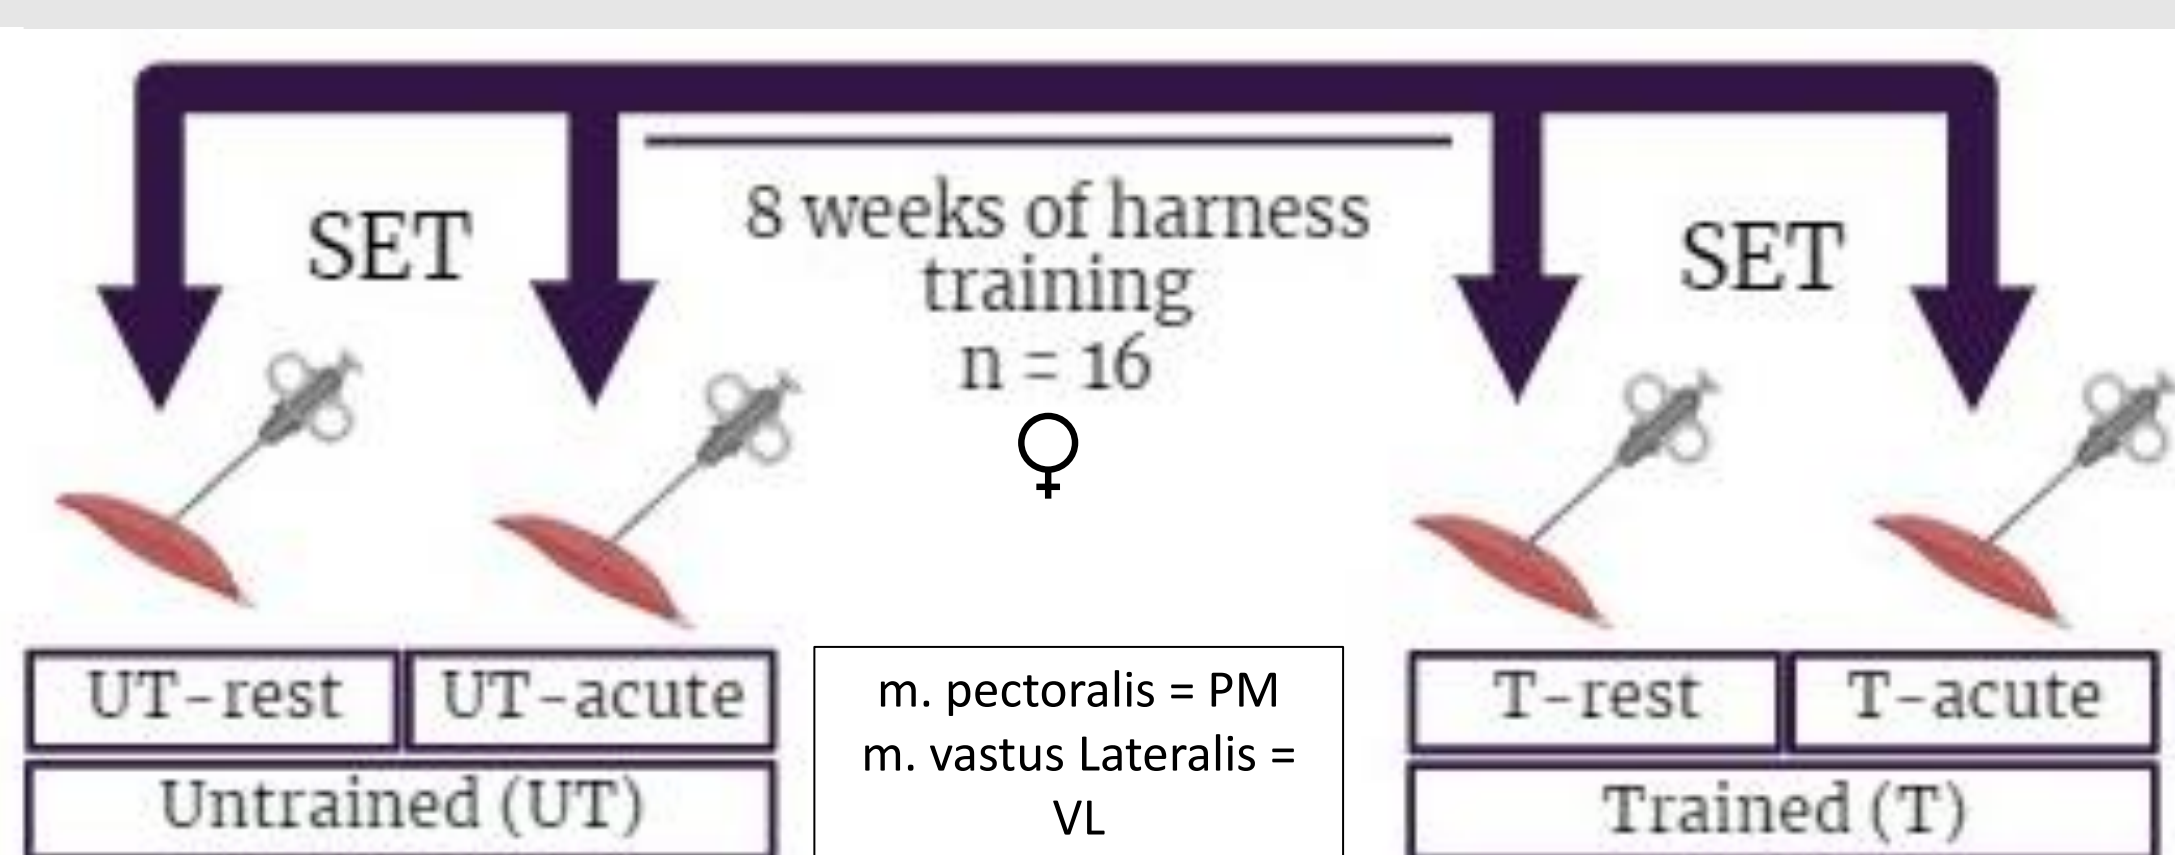 SET
8 weeks of harness
training
n = 16
SET
UT-rest
UT-acute
m. pectoralis = PM
m. vastus Lateralis =
VL
T-rest
T-acute
Untrained (UT)
Trained (T)